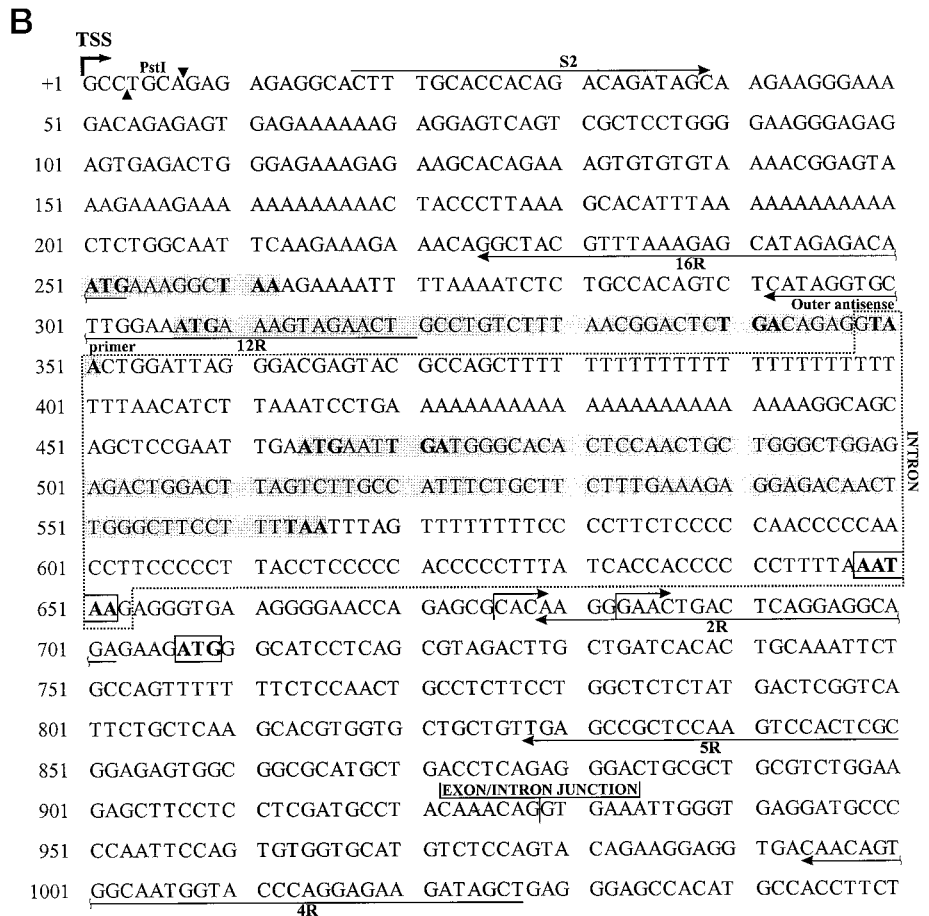 B
TSS
PstI
S2
+1 GCCTGCAGAG AGAGGCACTT TGCACCACAG ACAGATAGCA AGAAGGGAAA
51 GACAGAGAGT GAGAAAAAAG AGGAGTCAGT CGCTCCTGGG GAAGGGAGAG
101 AGTGAGACTG GGAGAAAGAG AAGCACAGAA AGTGTGTGTA AAACGGAGTA
151 AAGAAAGAAA AAAAAAAAAC TACCCTTAAA GCACATTTAA AAAAAAAAAA
201 CTCTGGCAAT TCAAGAAAGA AACAGGCTAC GTTTAAAGAG CATAGAGACA
16R
251 ATGAAAGGCT AAAGAAAATT TTAAAATCTC TGCCACAGTC TCATAGGTGC
Outer antisense
301 TTGGAAATGA AAGTAGAACT GCCTGTCTTT AACGGACTCT GACAGAGGTA
primer 12R
351 ACTGGATTAG GGACGAGTAC GCCAGCTTTT TTTTTTTTTT TTTTTTTTTT
401 TTTAACATCT TAAATCCTGA AAAAAAAAAA AAAAAAAAAA AAAAGGCAGC
451 AGCTCCGAAT TGAATGAATT GATGGGCACA CTCCAACTGC TGGGCTGGAG
INTRON
501 AGACTGGACT TAGTCTTGCC ATTTCTGCTT CTTTGAAAGA GGAGACAACT
551 TGGGCTTCCT TTTAATTTAG TTTTTTTTCC CCTTCTCCCC CAACCCCCAA
601 CCTTCCCCCT TACCTCCCCC ACCCCCTTTA TCACCACCCC CCTTTTAAAT
651 AAGAGGGTGA AGGGGAACCA GAGCGCACAA GGGAACTGAC TCAGGAGGCA
2R
701 GAGAAGATGG GCATCCTCAG CGTAGACTTG CTGATCACAC TGCAAATTCT
751 GCCAGTTTTT TTCTCCAACT GCCTCTTCCT GGCTCTCTAT GACTCGGTCA
801 TTCTGCTCAA GCACGTGGTG CTGCTGTTGA GCCGCTCCAA GTCCACTCGC
5R
851 GGAGAGTGGC GGCGCATGCT GACCTCAGAG GGACTGCGCT GCGTCTGGAA
EXON/INTRON JUNCTION
901 GAGCTTCCTC CTCGATGCCT ACAAACAGGT GAAATTGGGT GAGGATGCCC
951 CCAATTCCAG TGTGGTGCAT GTCTCCAGTA CAGAAGGAGG TGACAACAGT
1001 GGCAATGGTA CCCAGGAGAA GATAGCTGAG GGAGCCACAT GCCACCTTCT
4R